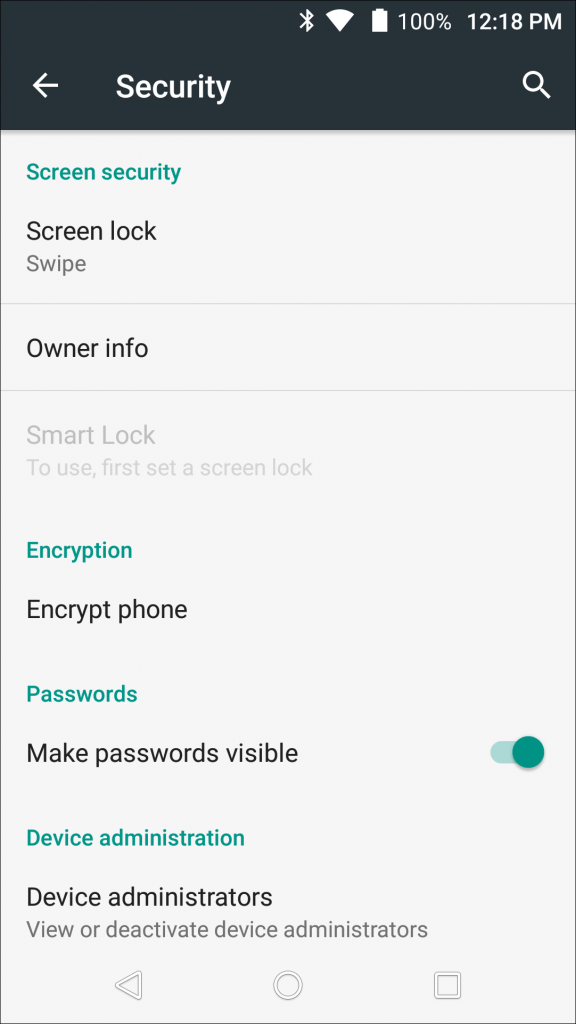 100% 12:18 PM
Security
Screen security
Screen lock
Swipe
Owner info
Smart Lock
To use, first set a screen lock
Encryption
Encrypt phone
Passwords
Make passwords visible
Device administration
Device administrators
View or deactivate device administrators